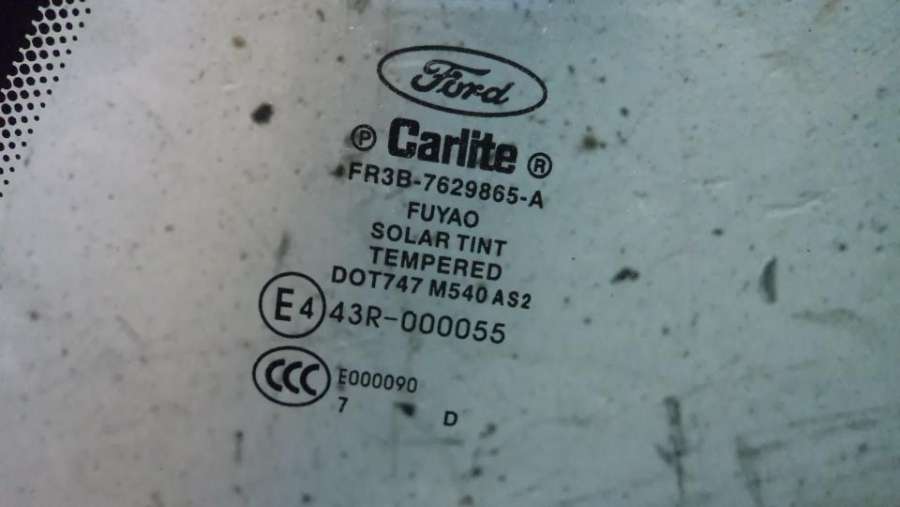 Ford
Ⓟ Carlite ®
FR3B-7629865-A
FUYAO
SOLAR TINT
TEMPERED
DOT747 M540 AS2
E4 43R-000055
CCC E000090
7 D